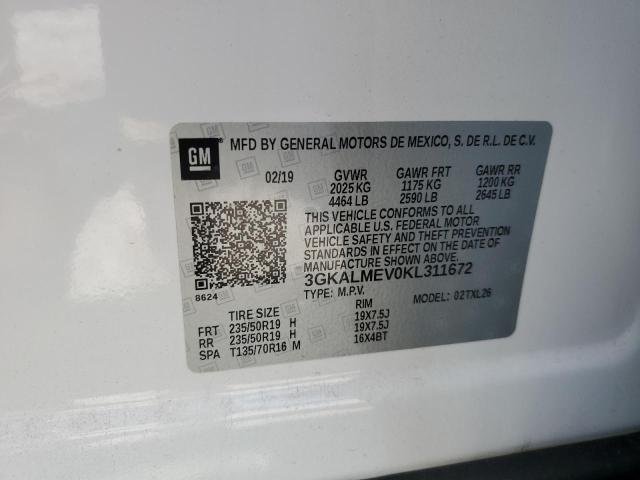 GM
MFD BY GENERAL MOTORS DE MEXICO, S. DE R.L. DE C.V.
02/19 GVWR GAWR FRT GAWR RR
2025 KG 1175 KG 1200 KG
4464 LB 2590 LB 2645 LB
THIS VEHICLE CONFORMS TO ALL
APPLICABLE U.S. FEDERAL MOTOR
VEHICLE SAFETY AND THEFT PREVENTION
STANDARDS IN EFFECT ON THE DATE OF
MANUFACTURE SHOWN ABOVE.
3GKALMEV0KL311672
8624
TYPE: M.P.V. MODEL: 02TXL26
TIRE SIZE RIM
FRT 235/50R19 H 19X7.5J
RR 235/50R19 H 19X7.5J
SPA T135/70R16 M 16X4BT